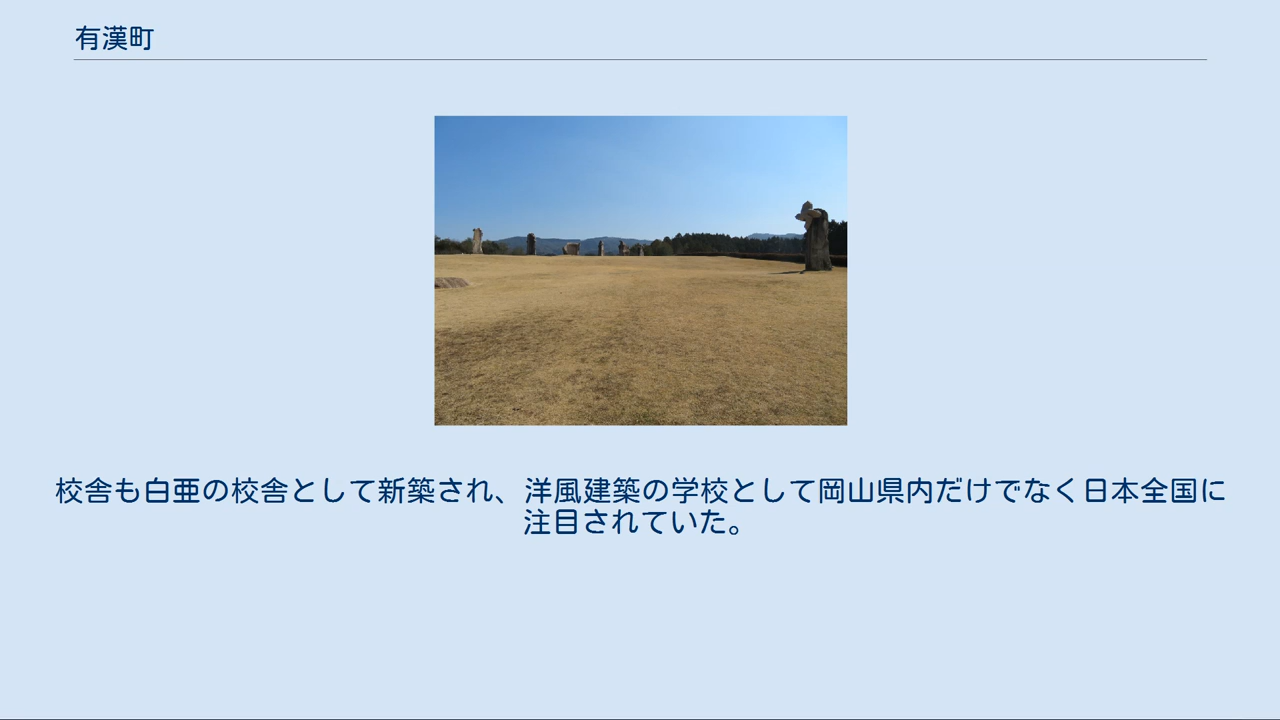 有漢町
校舎も白亜の校舎として新築され、洋風建築の学校として岡山県内だけでなく日本全国に
注目されていた。